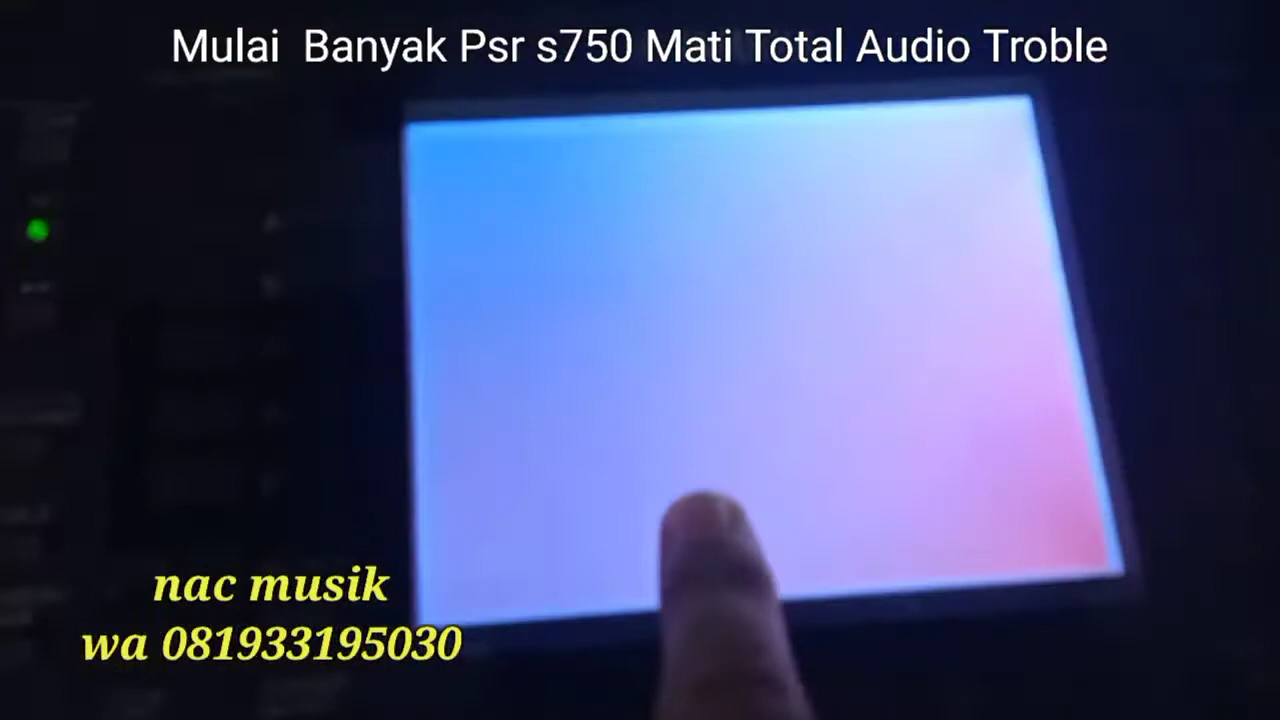 Mulai Banyak Psr s750 Mati Total Audio Troble
nac musik
wa 081933195030